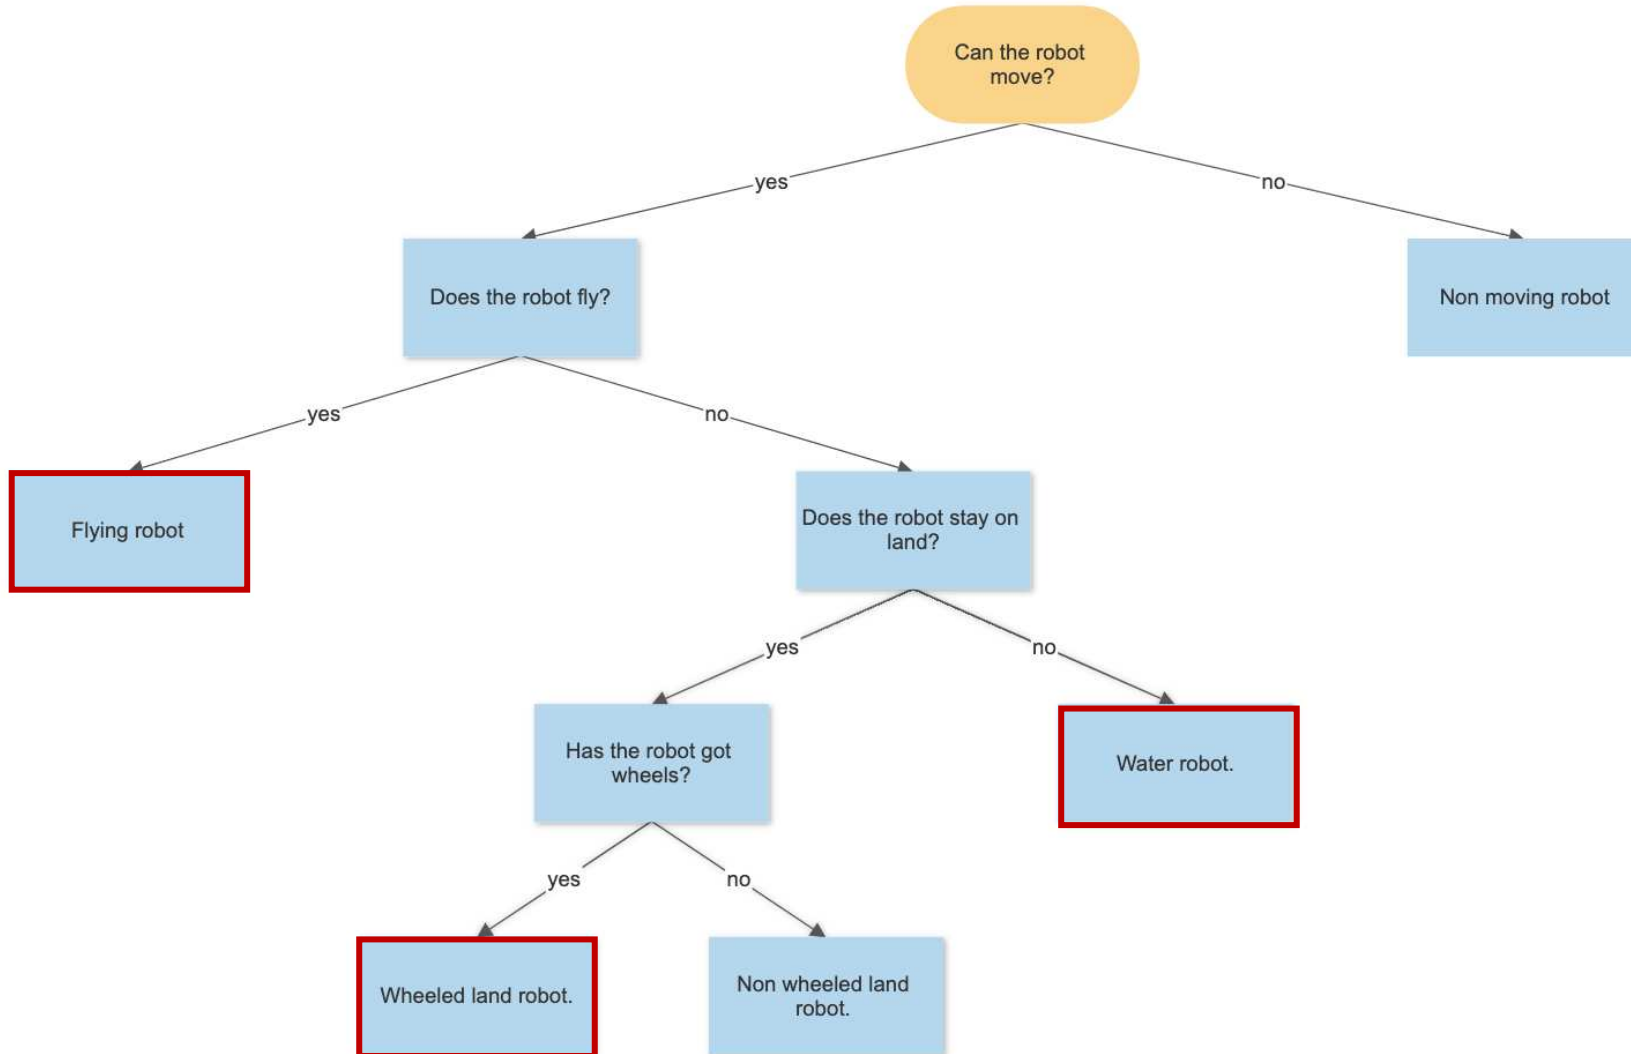 Can the robot
move?
yes
no
Does the robot fly?
Non moving robot
yes
no
Flying robot
Does the robot stay on
land?
yes
no
Has the robot got
wheels?
Water robot.
yes
no
Wheeled land robot.
Non wheeled land
robot.